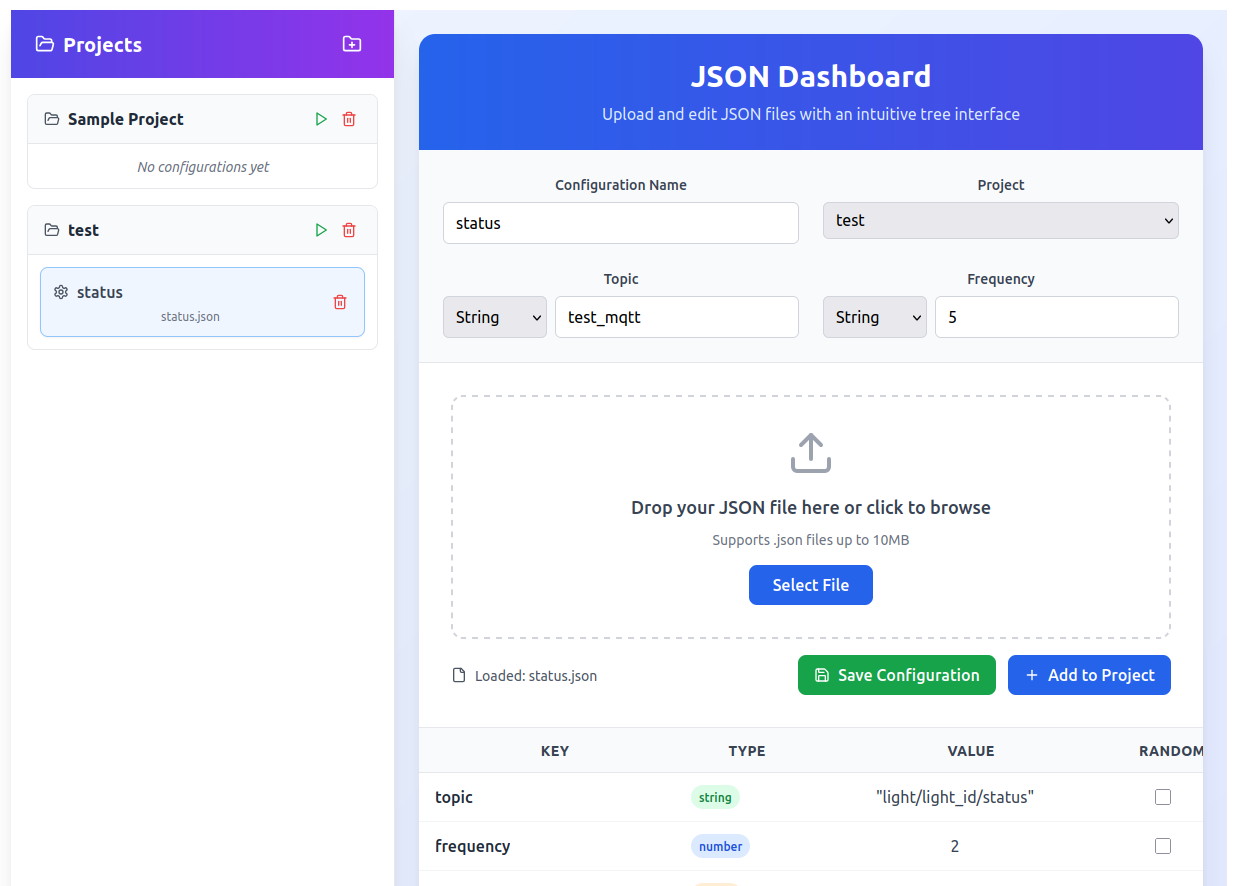 Projects
Sample Project
No configurations yet
test
status
status.json
JSON Dashboard
Upload and edit JSON files with an intuitive tree interface
Configuration Name
Project
status
test
Topic
Frequency
String
test_mqtt
String
5
Drop your JSON file here or click to browse
Supports .json files up to 10MB
Select File
Loaded: status.json
Save Configuration
Add to Project
KEY TYPE VALUE RANDOM
topic string "light/light_id/status"
frequency number 2